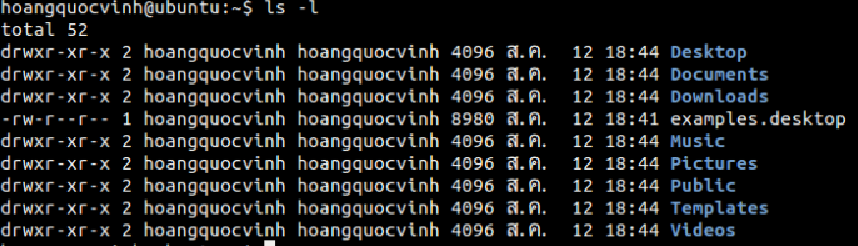 hoangquocvinh@ubuntu:~$ ls -l
total 52
drwxr-xr-x 2 hoangquocvinh hoangquocvinh 4096 ส.ค.  12 18:44 Desktop
drwxr-xr-x 2 hoangquocvinh hoangquocvinh 4096 ส.ค.  12 18:44 Documents
drwxr-xr-x 2 hoangquocvinh hoangquocvinh 4096 ส.ค.  12 18:44 Downloads
-rw-r--r-- 1 hoangquocvinh hoangquocvinh 8980 ส.ค.  12 18:41 examples.desktop
drwxr-xr-x 2 hoangquocvinh hoangquocvinh 4096 ส.ค.  12 18:44 Music
drwxr-xr-x 2 hoangquocvinh hoangquocvinh 4096 ส.ค.  12 18:44 Pictures
drwxr-xr-x 2 hoangquocvinh hoangquocvinh 4096 ส.ค.  12 18:44 Public
drwxr-xr-x 2 hoangquocvinh hoangquocvinh 4096 ส.ค.  12 18:44 Templates
drwxr-xr-x 2 hoangquocvinh hoangquocvinh 4096 ส.ค.  12 18:44 Videos